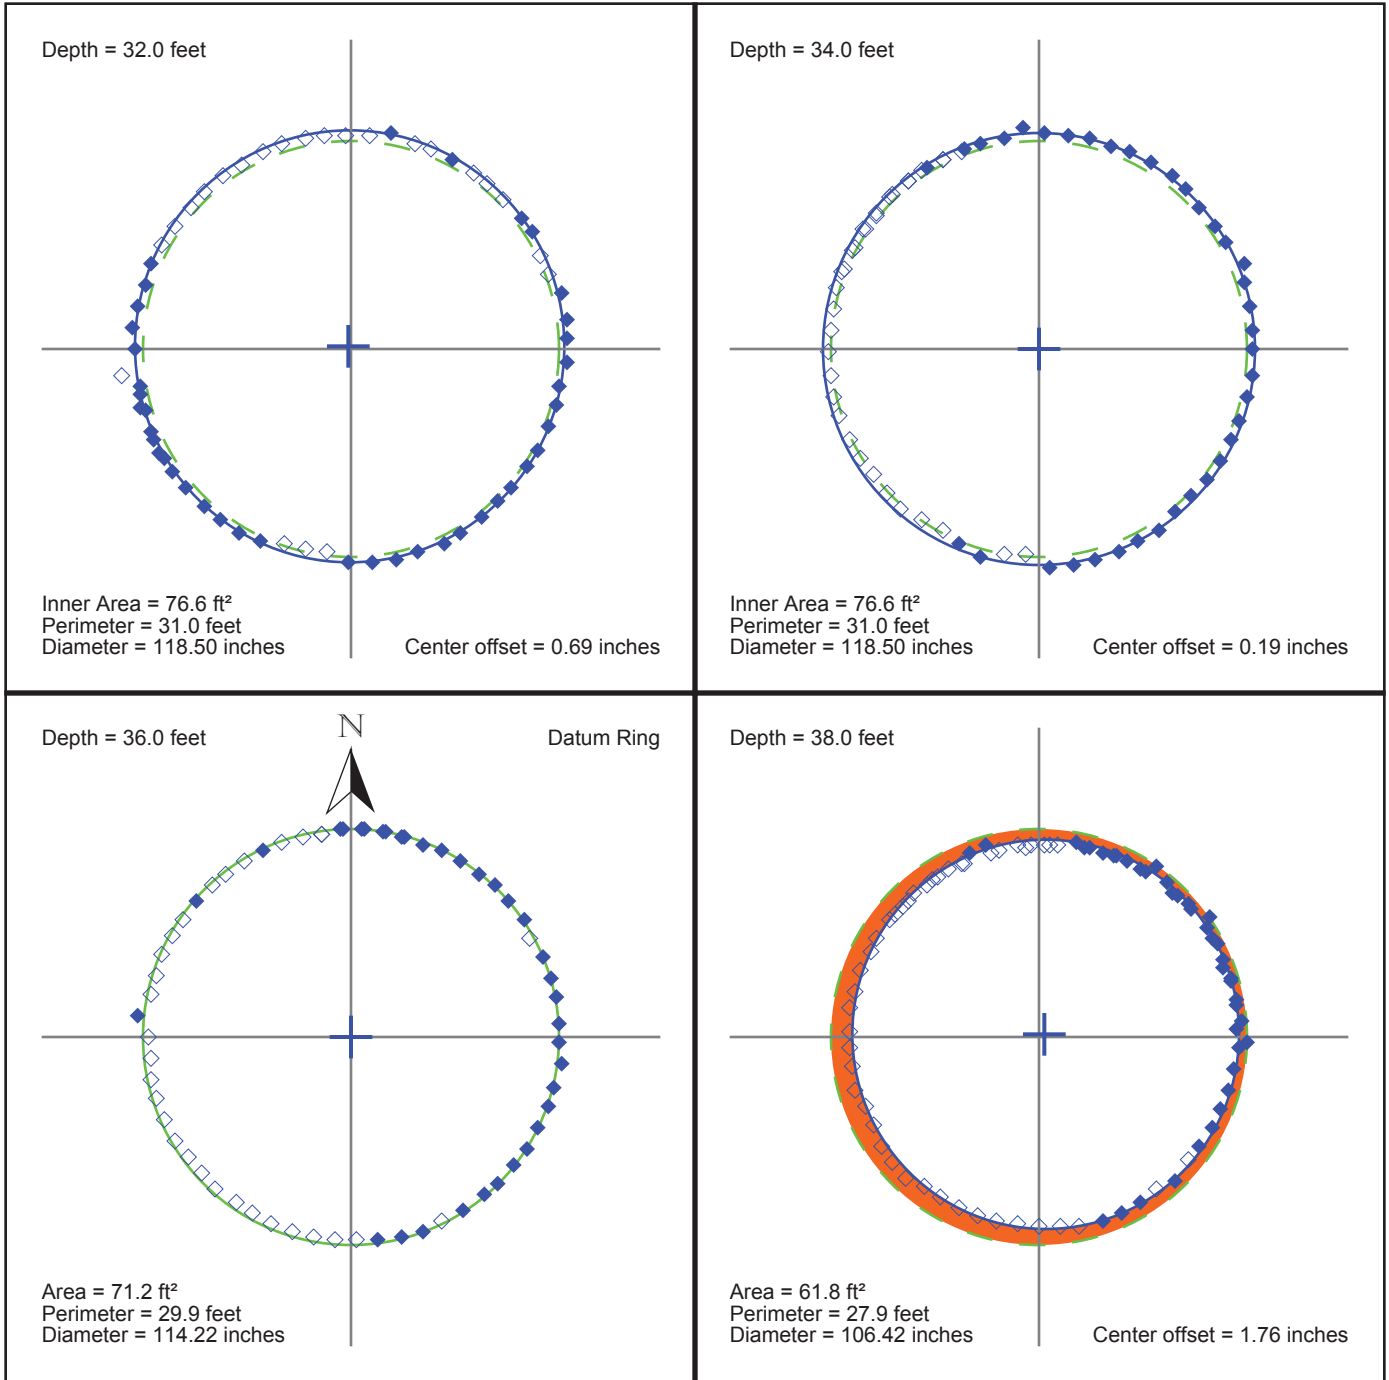 Depth = 32.0 feet
Inner Area = 76.6 ft²
Perimeter = 31.0 feet
Diameter = 118.50 inches
Center offset = 0.69 inches
Depth = 34.0 feet
Inner Area = 76.6 ft²
Perimeter = 31.0 feet
Diameter = 118.50 inches
Center offset = 0.19 inches
Depth = 36.0 feet
N
Datum Ring
Area = 71.2 ft²
Perimeter = 29.9 feet
Diameter = 114.22 inches
Depth = 38.0 feet
Area = 61.8 ft²
Perimeter = 27.9 feet
Diameter = 106.42 inches
Center offset = 1.76 inches